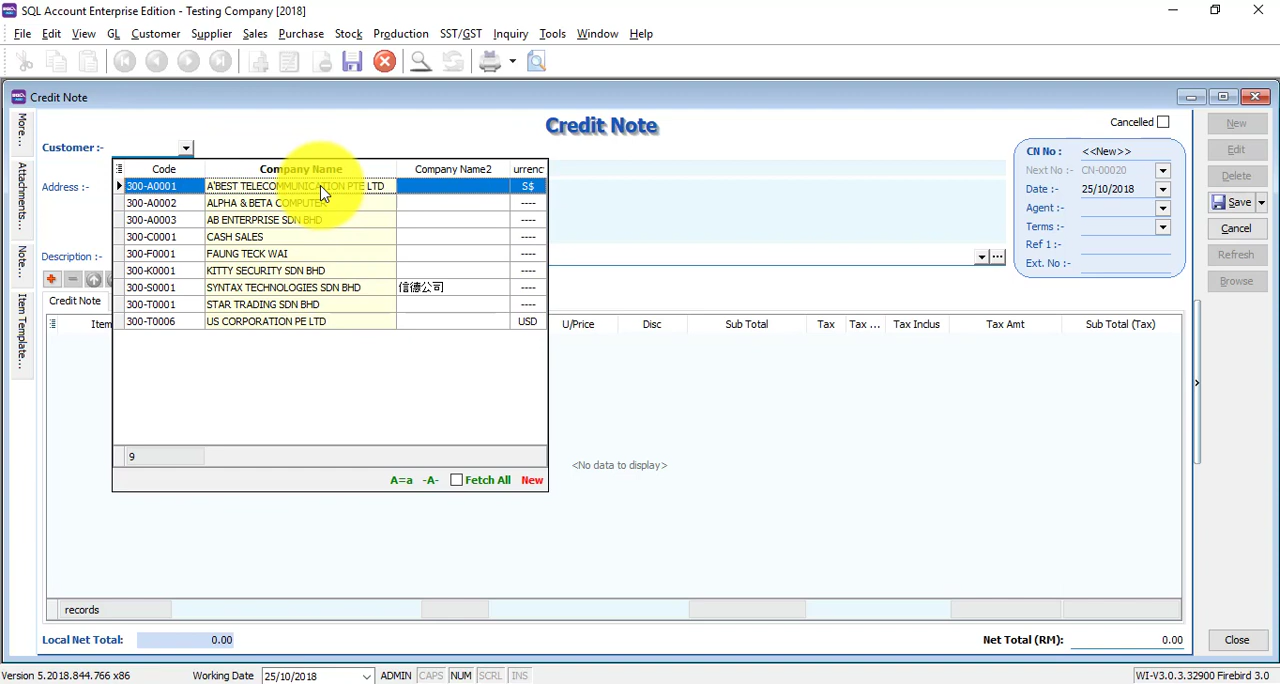 SQL Account Enterprise Edition - Testing Company [2018]
File Edit View GL Customer Supplier Sales Purchase Stock Production SST/GST Inquiry Tools Window Help
Credit Note
More...
Attachments...
Note...
Item Template...
Credit Note
Cancelled
Customer :-
Address :-
Description :-
CN No : <<New>>
Next No :- CN-00020
Date :- 25/10/2018
Agent :-
Terms :-
Ref 1 :-
Ext. No :-
New
Edit
Delete
Save
Cancel
Refresh
Browse
Code Company Name Company Name2 urrenc
300-A0001 A'BEST TELECOMMUNICATION PTE LTD S$
300-A0002 ALPHA & BETA COMPUTER ----
300-A0003 AB ENTERPRISE SDN BHD ----
300-C0001 CASH SALES ----
300-F0001 FAUNG TECK WAI ----
300-K0001 KITTY SECURITY SDN BHD ----
300-S0001 SYNTAX TECHNOLOGIES SDN BHD 信德公司 ----
300-T0001 STAR TRADING SDN BHD ----
300-T0006 US CORPORATION PE LTD USD
9
A=a -A- Fetch All New
Credit Note
Item U/Price Disc Sub Total Tax Tax ... Tax Inclus Tax Amt Sub Total (Tax)
<No data to display>
records
Local Net Total: 0.00 Net Total (RM): 0.00
Close
Version 5.2018.844.766 x86 Working Date 25/10/2018 ADMIN CAPS NUM SCRL INS WI-V3.0.3.32900 Firebird 3.0